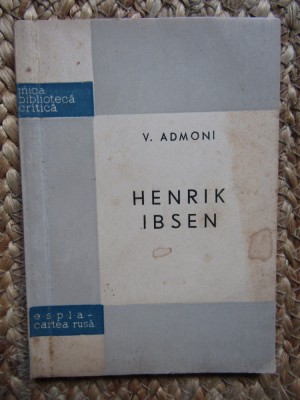 mica
bibliotecă
critică
V. ADMONI
HENRIK
IBSEN
e·s·p·l·a-
cartea rusă